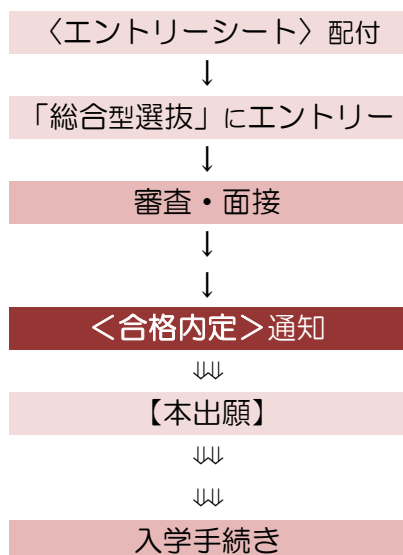 〈エントリーシート〉配付
↓
「総合型選抜」にエントリー
↓
審査・面接
↓
↓
＜合格内定＞通知
⇓⇓
【本出願】
⇓⇓
⇓⇓
入学手続き